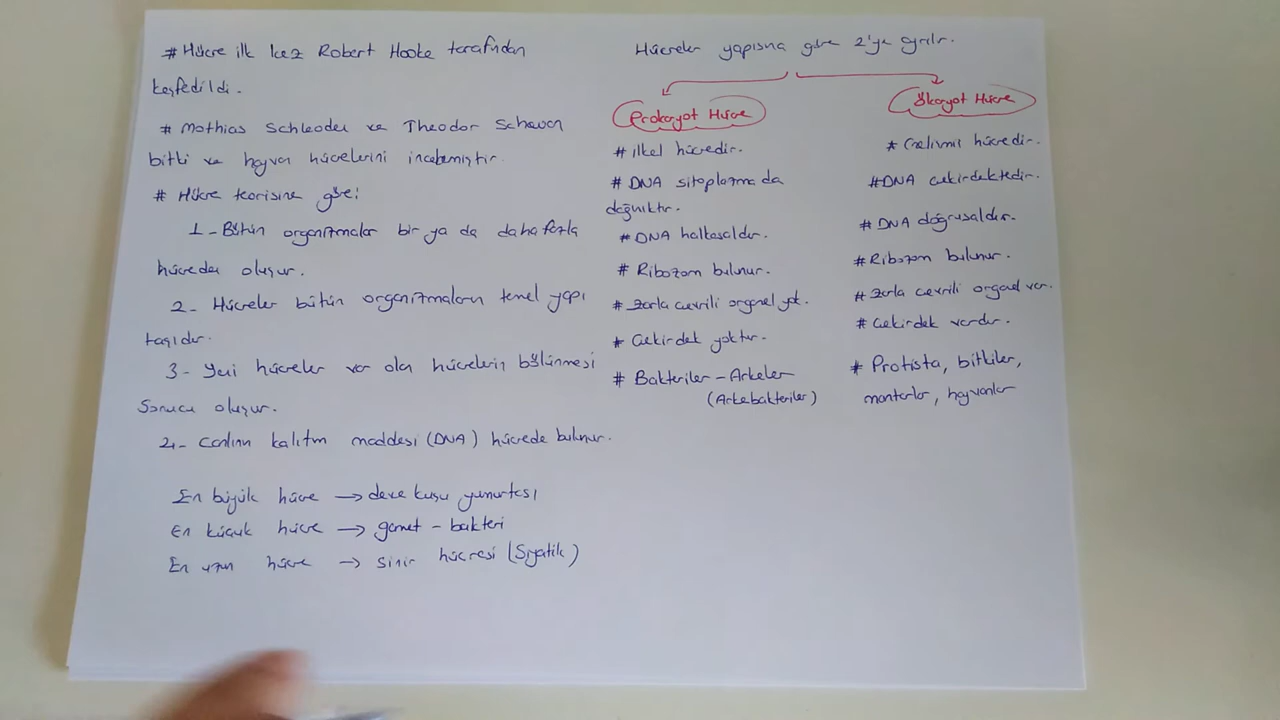 # Hücre ilk kez Robert Hooke tarafından
keşfedildi.
# Mathias Schleiden ve Theodor Schwan
bitki ve hayvan hücrelerini incelemiştir.
# Hücre teorisine göre;
1- Bütün organizmalar bir ya da daha fazla
hücreden oluşur.
2- Hücreler bütün organizmaların temel yapı
taşıdır.
3- Yeni hücreler var olan hücrelerin bölünmesi
sonucu oluşur.
4- Canlının kalıtım maddesi (DNA) hücrede bulunur.
En büyük hücre → deve kuşu yumurtası
En küçük hücre → gamet - bakteri
En uzun hücre → sinir hücresi (Siyatik)
Hücreler yapısına göre 2'ye ayrılır.
Prokaryot Hücre
# ilkel hücredir.
# DNA sitoplazma da
dağınıktır.
# DNA halkasaldır.
# Ribozom bulunur.
# Zarla çevrili organel yok.
# Çekirdek yoktur.
# Bakteriler - Arkeler
(Arkebakteriler)
Ökaryot Hücre
# Gelişmiş hücredir.
# DNA çekirdektedir.
# DNA doğrusaldır.
# Ribozom bulunur.
# Zarla çevrili organel var.
# Çekirdek vardır.
# Protista, bitkiler,
mantarlar, hayvanlar